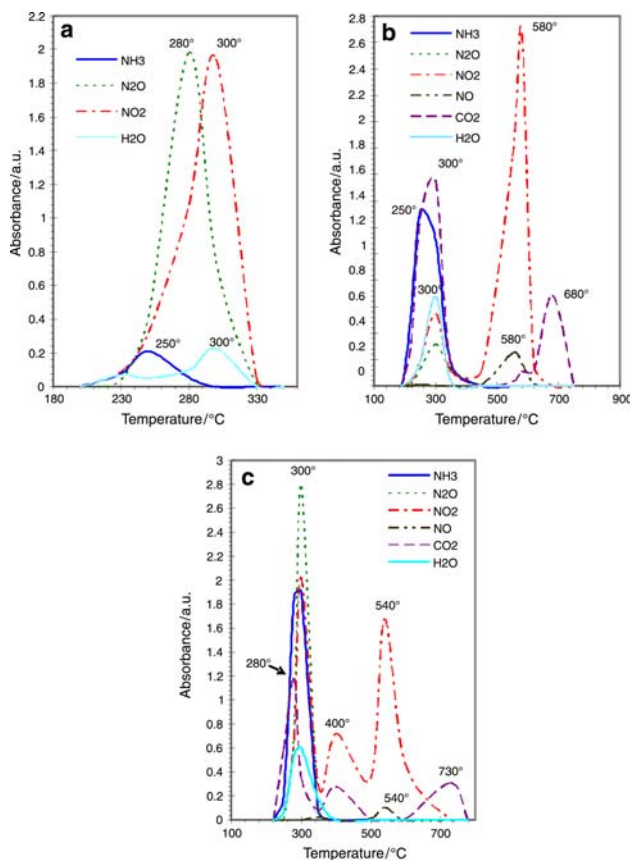 a
NH3
N2O
NO2
H2O
280°
300°
250°
300°
2.2
2
1.8
1.6
1.4
1.2
1
0.8
0.6
0.4
0.2
0
180
230
280
330
Absorbance/a.u.
Temperature/°C
b
NH3
N2O
NO2
NO
CO2
H2O
580°
300°
250°
300°
580°
680°
2.8
2.6
2.4
2.2
2
1.8
1.6
1.4
1.2
1
0.8
0.6
0.4
0.2
0
100
300
500
700
900
Absorbance/a.u.
Temperature/°C
c
NH3
N2O
NO2
NO
CO2
H2O
300°
280°
400°
540°
540°
730°
3
2.8
2.6
2.4
2.2
2
1.8
1.6
1.4
1.2
1
0.8
0.6
0.4
0.2
0
100
300
500
700
Absorbance/a.u.
Temperature/°C